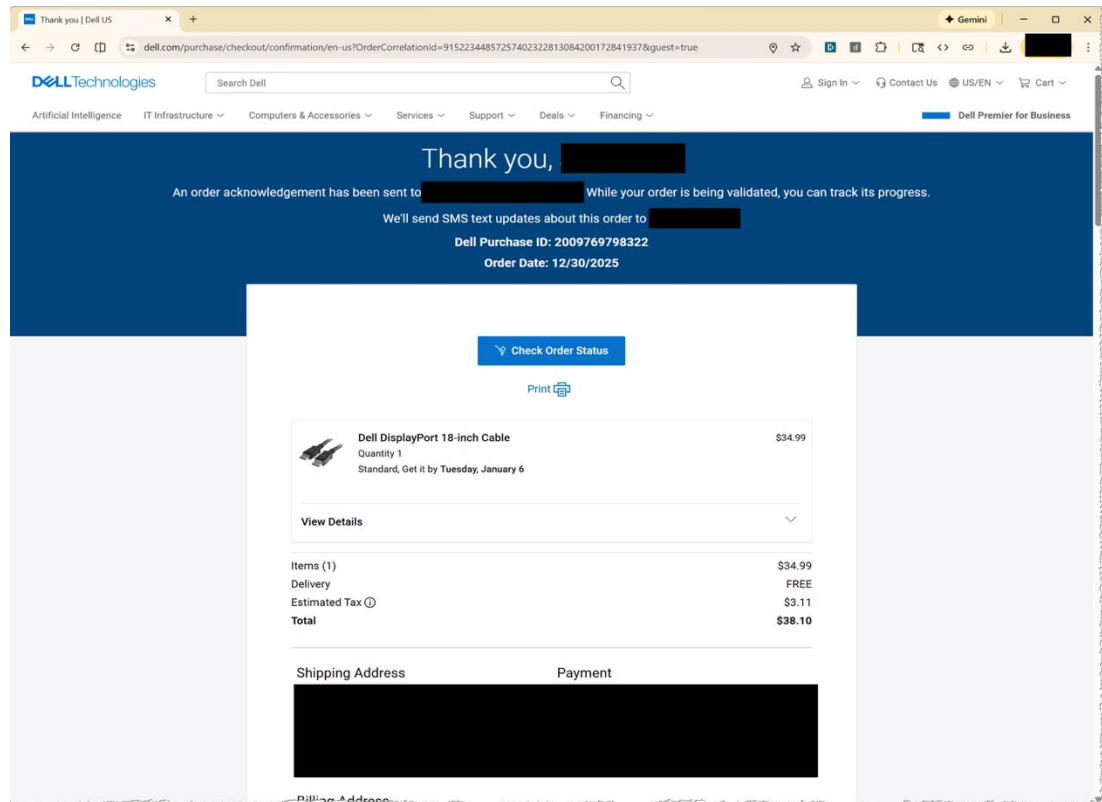 Thank you | Dell US
Gemini
dell.com/purchase/checkout/confirmation/en-us?OrderCorrelationId=91522344857257402322813084200172841937&guest=true
DELLTechnologies
Search Dell
Sign In
Contact Us
US/EN
Cart
Artificial Intelligence
IT Infrastructure
Computers & Accessories
Services
Support
Deals
Financing
Dell Premier for Business
Thank you,
An order acknowledgement has been sent to While your order is being validated, you can track its progress.
We'll send SMS text updates about this order to
Dell Purchase ID: 2009769798322
Order Date: 12/30/2025
Check Order Status
Print
Dell DisplayPort 18-inch Cable $34.99
Quantity 1
Standard, Get it by Tuesday, January 6
View Details
Items (1) $34.99
Delivery FREE
Estimated Tax $3.11
Total $38.10
Shipping Address Payment
Billing Address